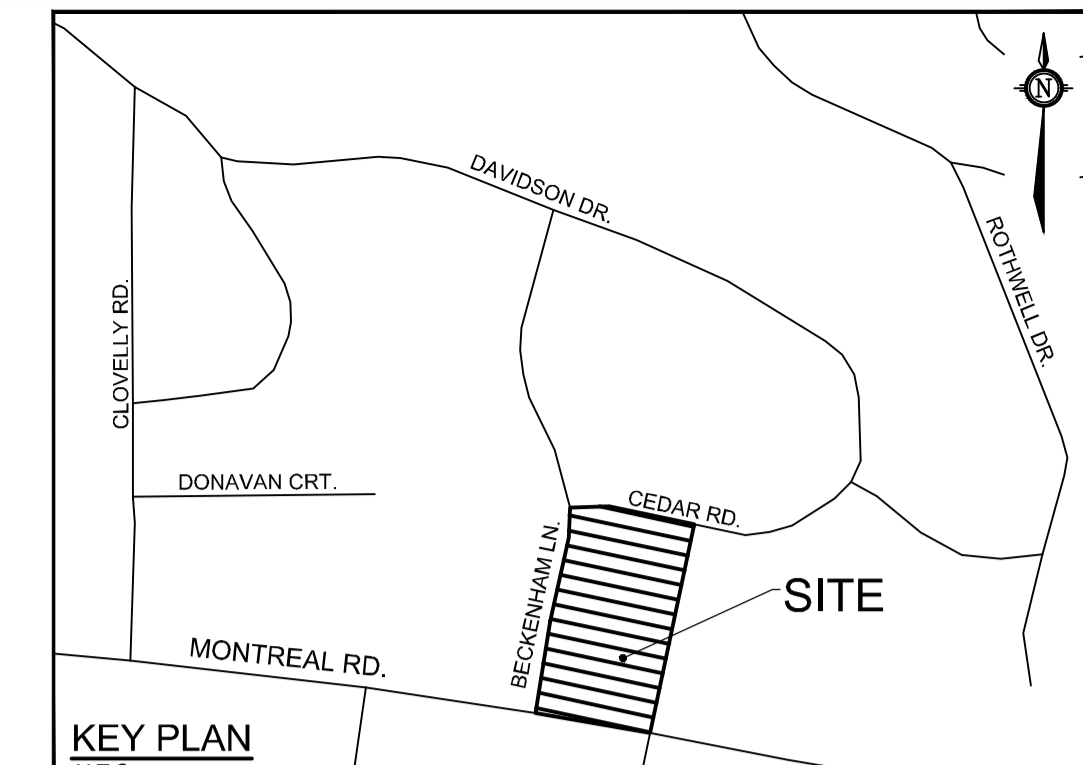 N
DAVIDSON DR.
ROTHWELL DR.
CLOVELLY RD.
DONAVAN CRT.
CEDAR RD.
BECKENHAM LN.
SITE
MONTREAL RD.
KEY PLAN